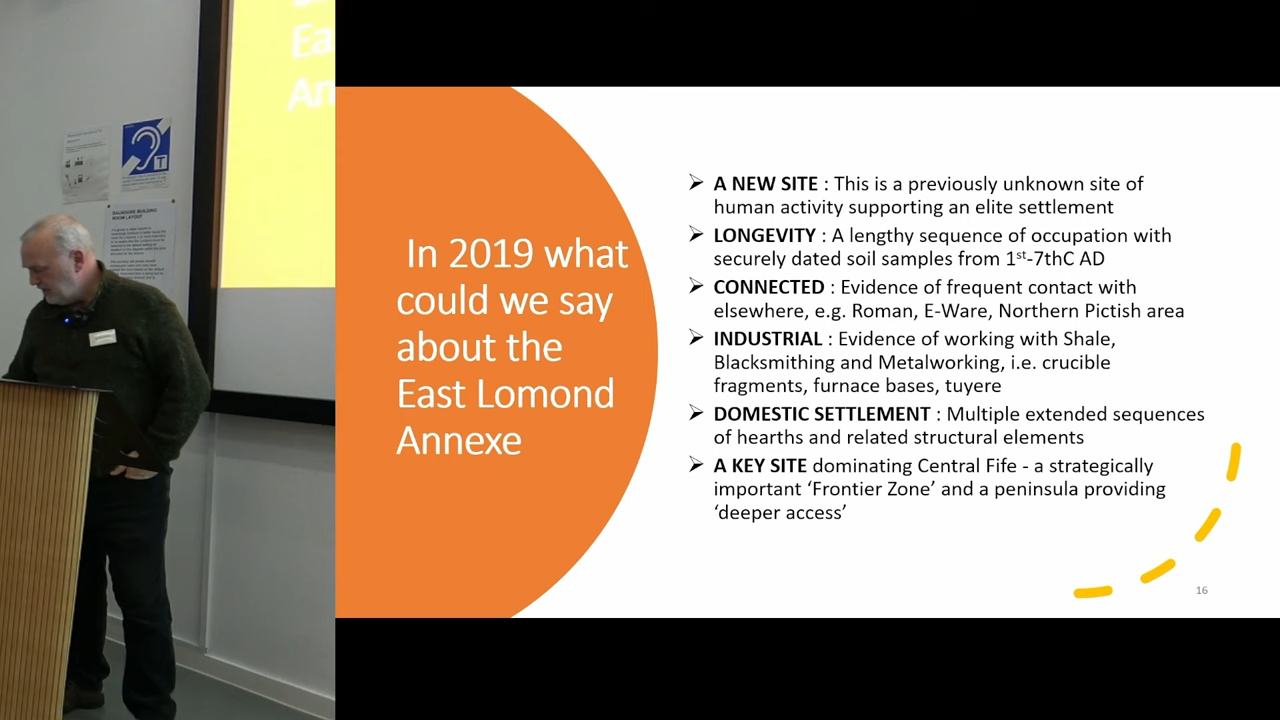 Ea
An
T
DALHOUSIE BUILDING
ROOM LAYOUT
In 2019 what
could we say
about the
East Lomond
Annexe
➢ A NEW SITE : This is a previously unknown site of
human activity supporting an elite settlement
➢ LONGEVITY : A lengthy sequence of occupation with
securely dated soil samples from 1st-7thC AD
➢ CONNECTED : Evidence of frequent contact with
elsewhere, e.g. Roman, E-Ware, Northern Pictish area
➢ INDUSTRIAL : Evidence of working with Shale,
Blacksmithing and Metalworking, i.e. crucible
fragments, furnace bases, tuyere
➢ DOMESTIC SETTLEMENT : Multiple extended sequences
of hearths and related structural elements
➢ A KEY SITE dominating Central Fife - a strategically
important ‘Frontier Zone’ and a peninsula providing
‘deeper access’
16